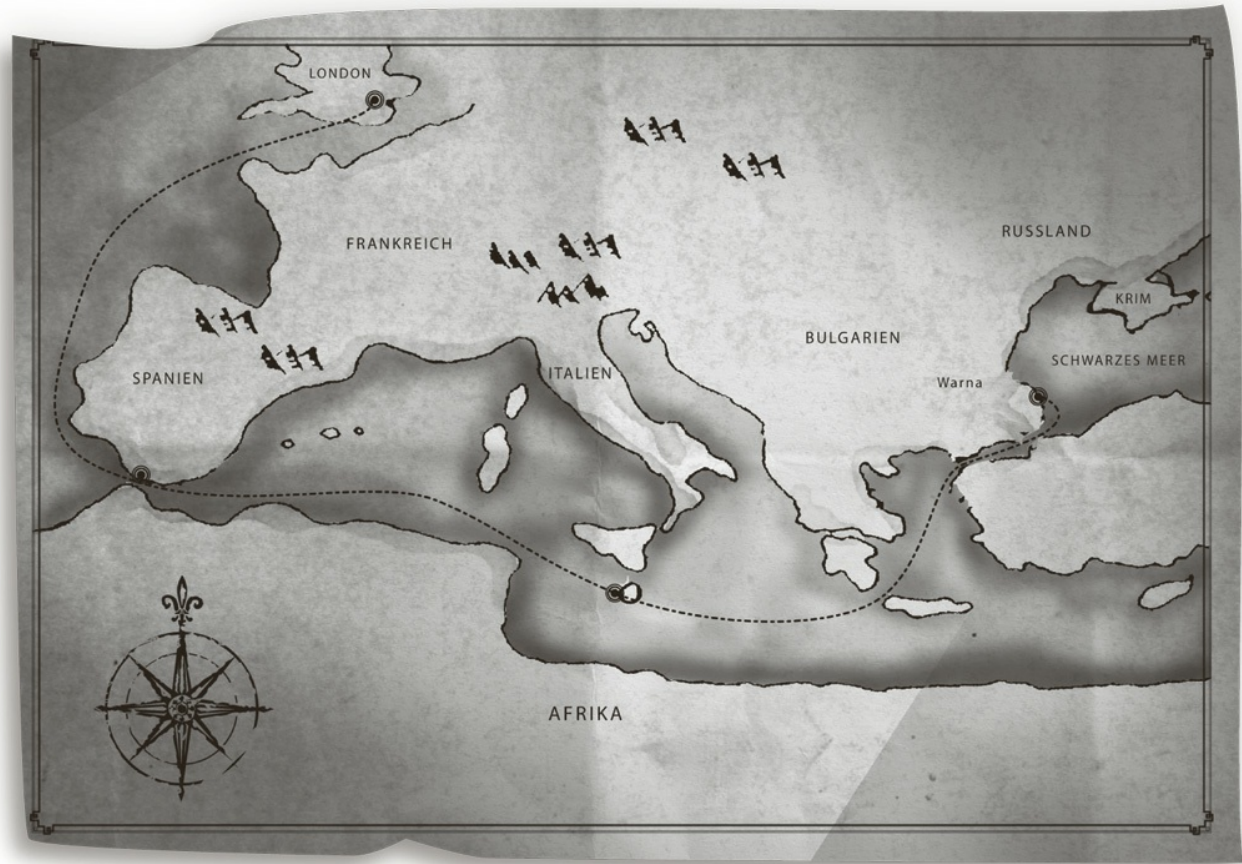 LONDON
RUSSLAND
FRANKREICH
KRIM
BULGARIEN
SCHWARZES MEER
ITALIEN
SPANIEN
Warna
AFRIKA